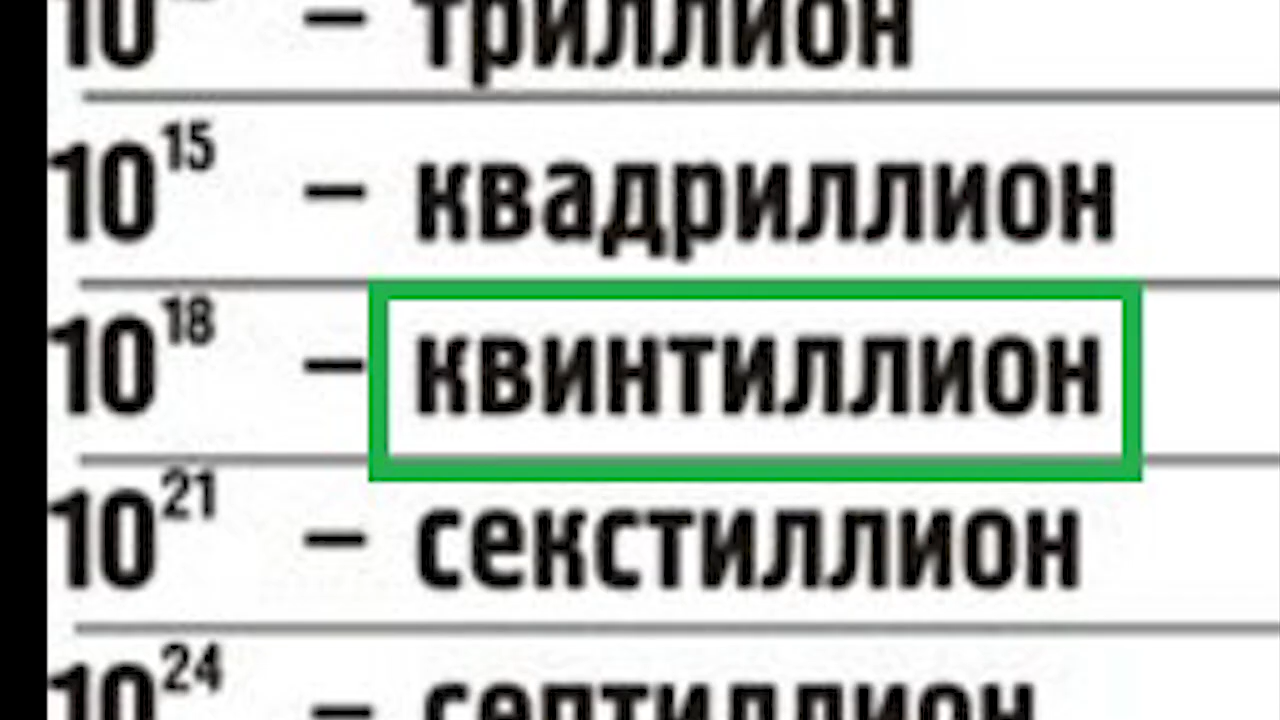 10 – триллион
10¹⁵ – квадриллион
10¹⁸ – квинтиллион
10²¹ – секстиллион
10²⁴ – септиллион